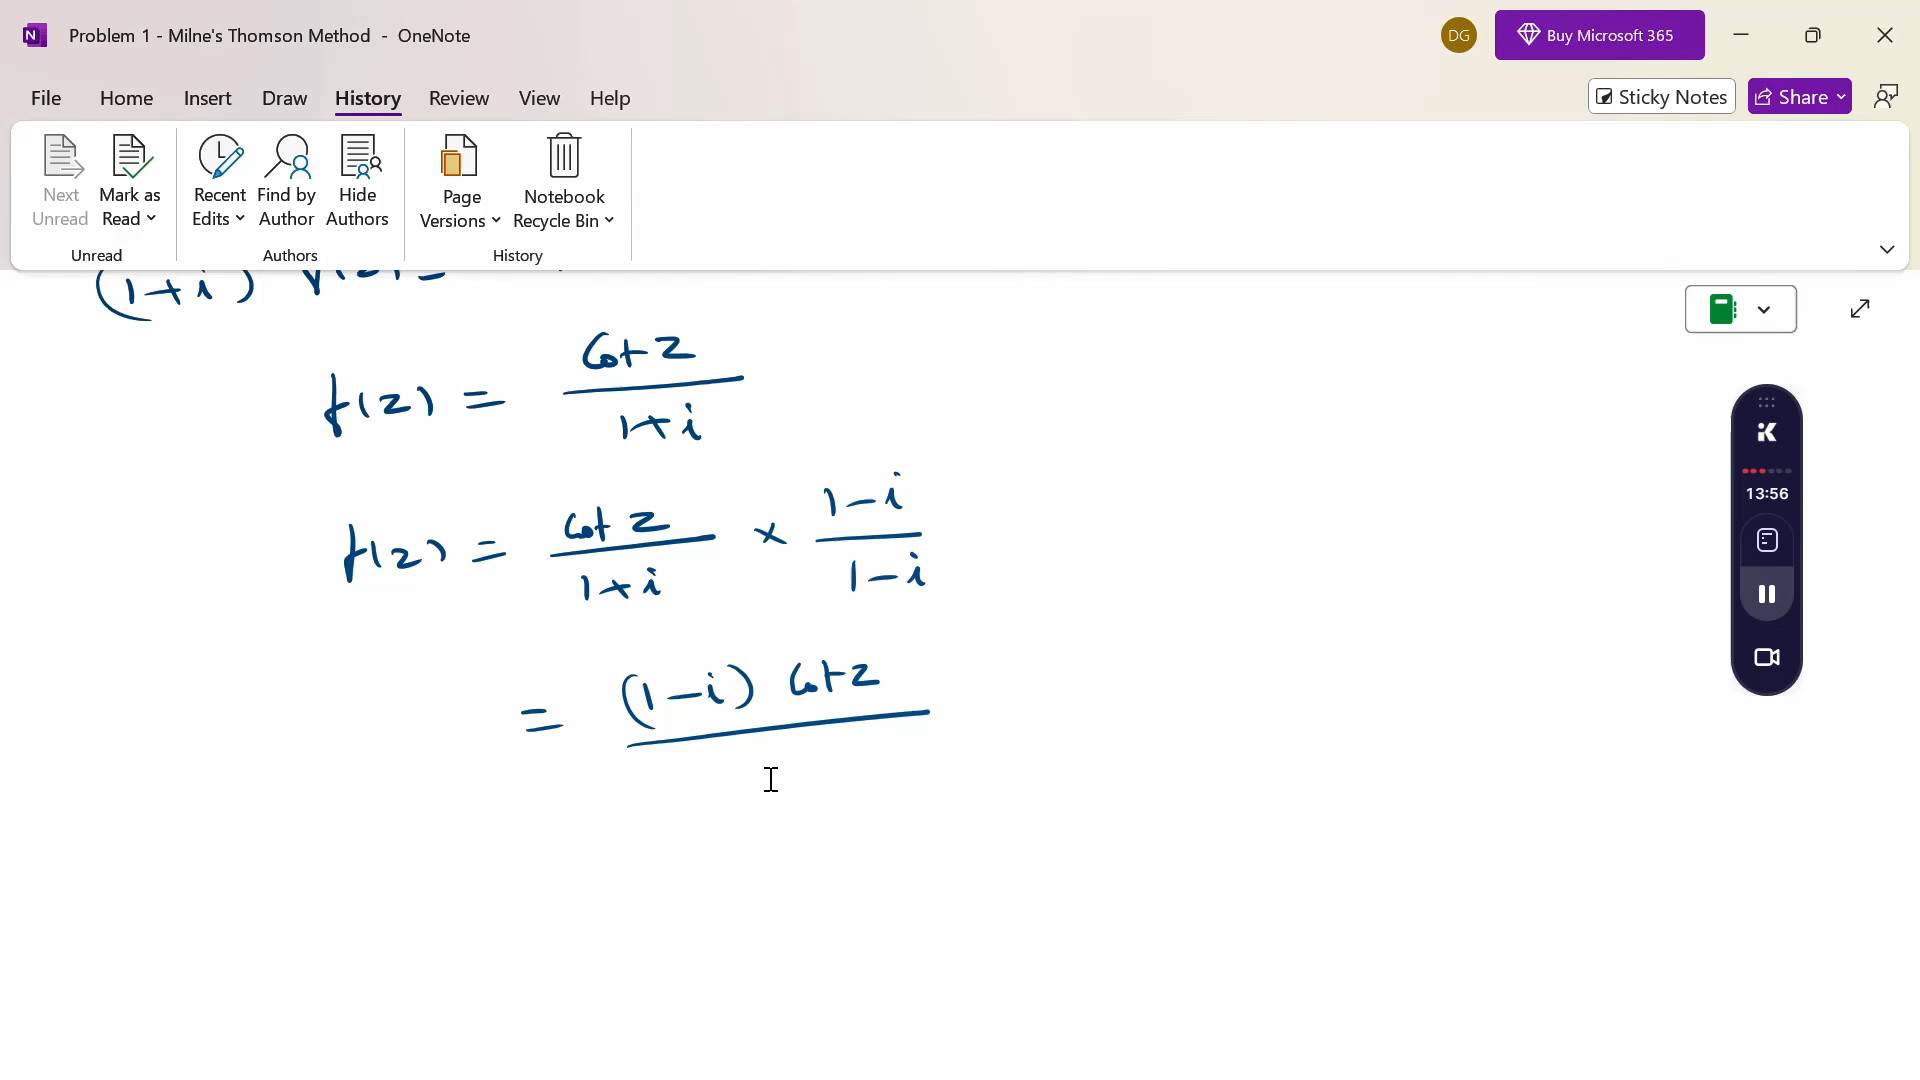 Problem 1 - Milne's Thomson Method - OneNote
DG
Buy Microsoft 365
File Home Insert Draw History Review View Help
Sticky Notes
Share
Next Unread
Mark as Read
Recent Edits
Find by Author
Hide Authors
Page Versions
Notebook Recycle Bin
Unread
Authors
History
(1+i) f(z) =
f(z) = cot z / 1+i
13:56
f(z) = cot z / 1+i × 1-i / 1-i
= (1-i) cot z